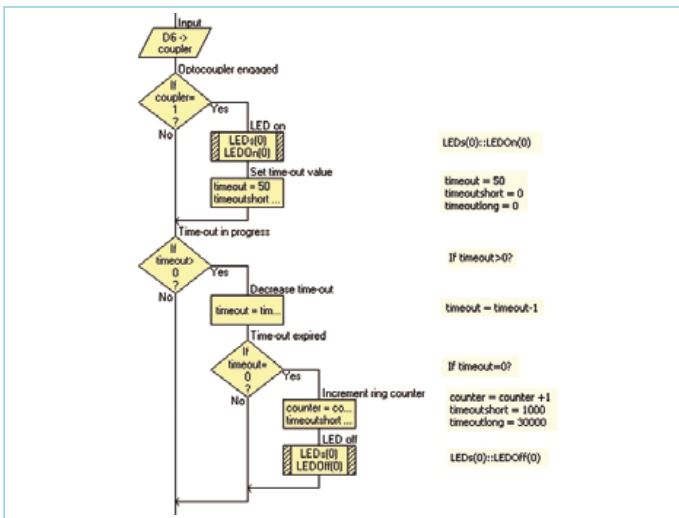 Input
D6 ->
coupler
Optocoupler engaged
If
coupler=
1
?
Yes
No
LED on
LEDs(0)
LEDOn(0)
LEDs(0)::LEDOn(0)
Set time-out value
timeout = 50
timeoutshort ...
timeout = 50
timeoutshort = 0
timeoutlong = 0
Time-out in progress
If
timeout>
0
?
Yes
No
If timeout>0?
Decrease time-out
timeout = tim...
timeout = timeout-1
Time-out expired
If
timeout=
0
?
Yes
No
If timeout=0?
Increment ring counter
counter = co...
timeoutshort ...
counter = counter +1
timeoutshort = 1000
timeoutlong = 30000
LED off
LEDs(0)
LEDOff(0)
LEDs(0)::LEDOff(0)